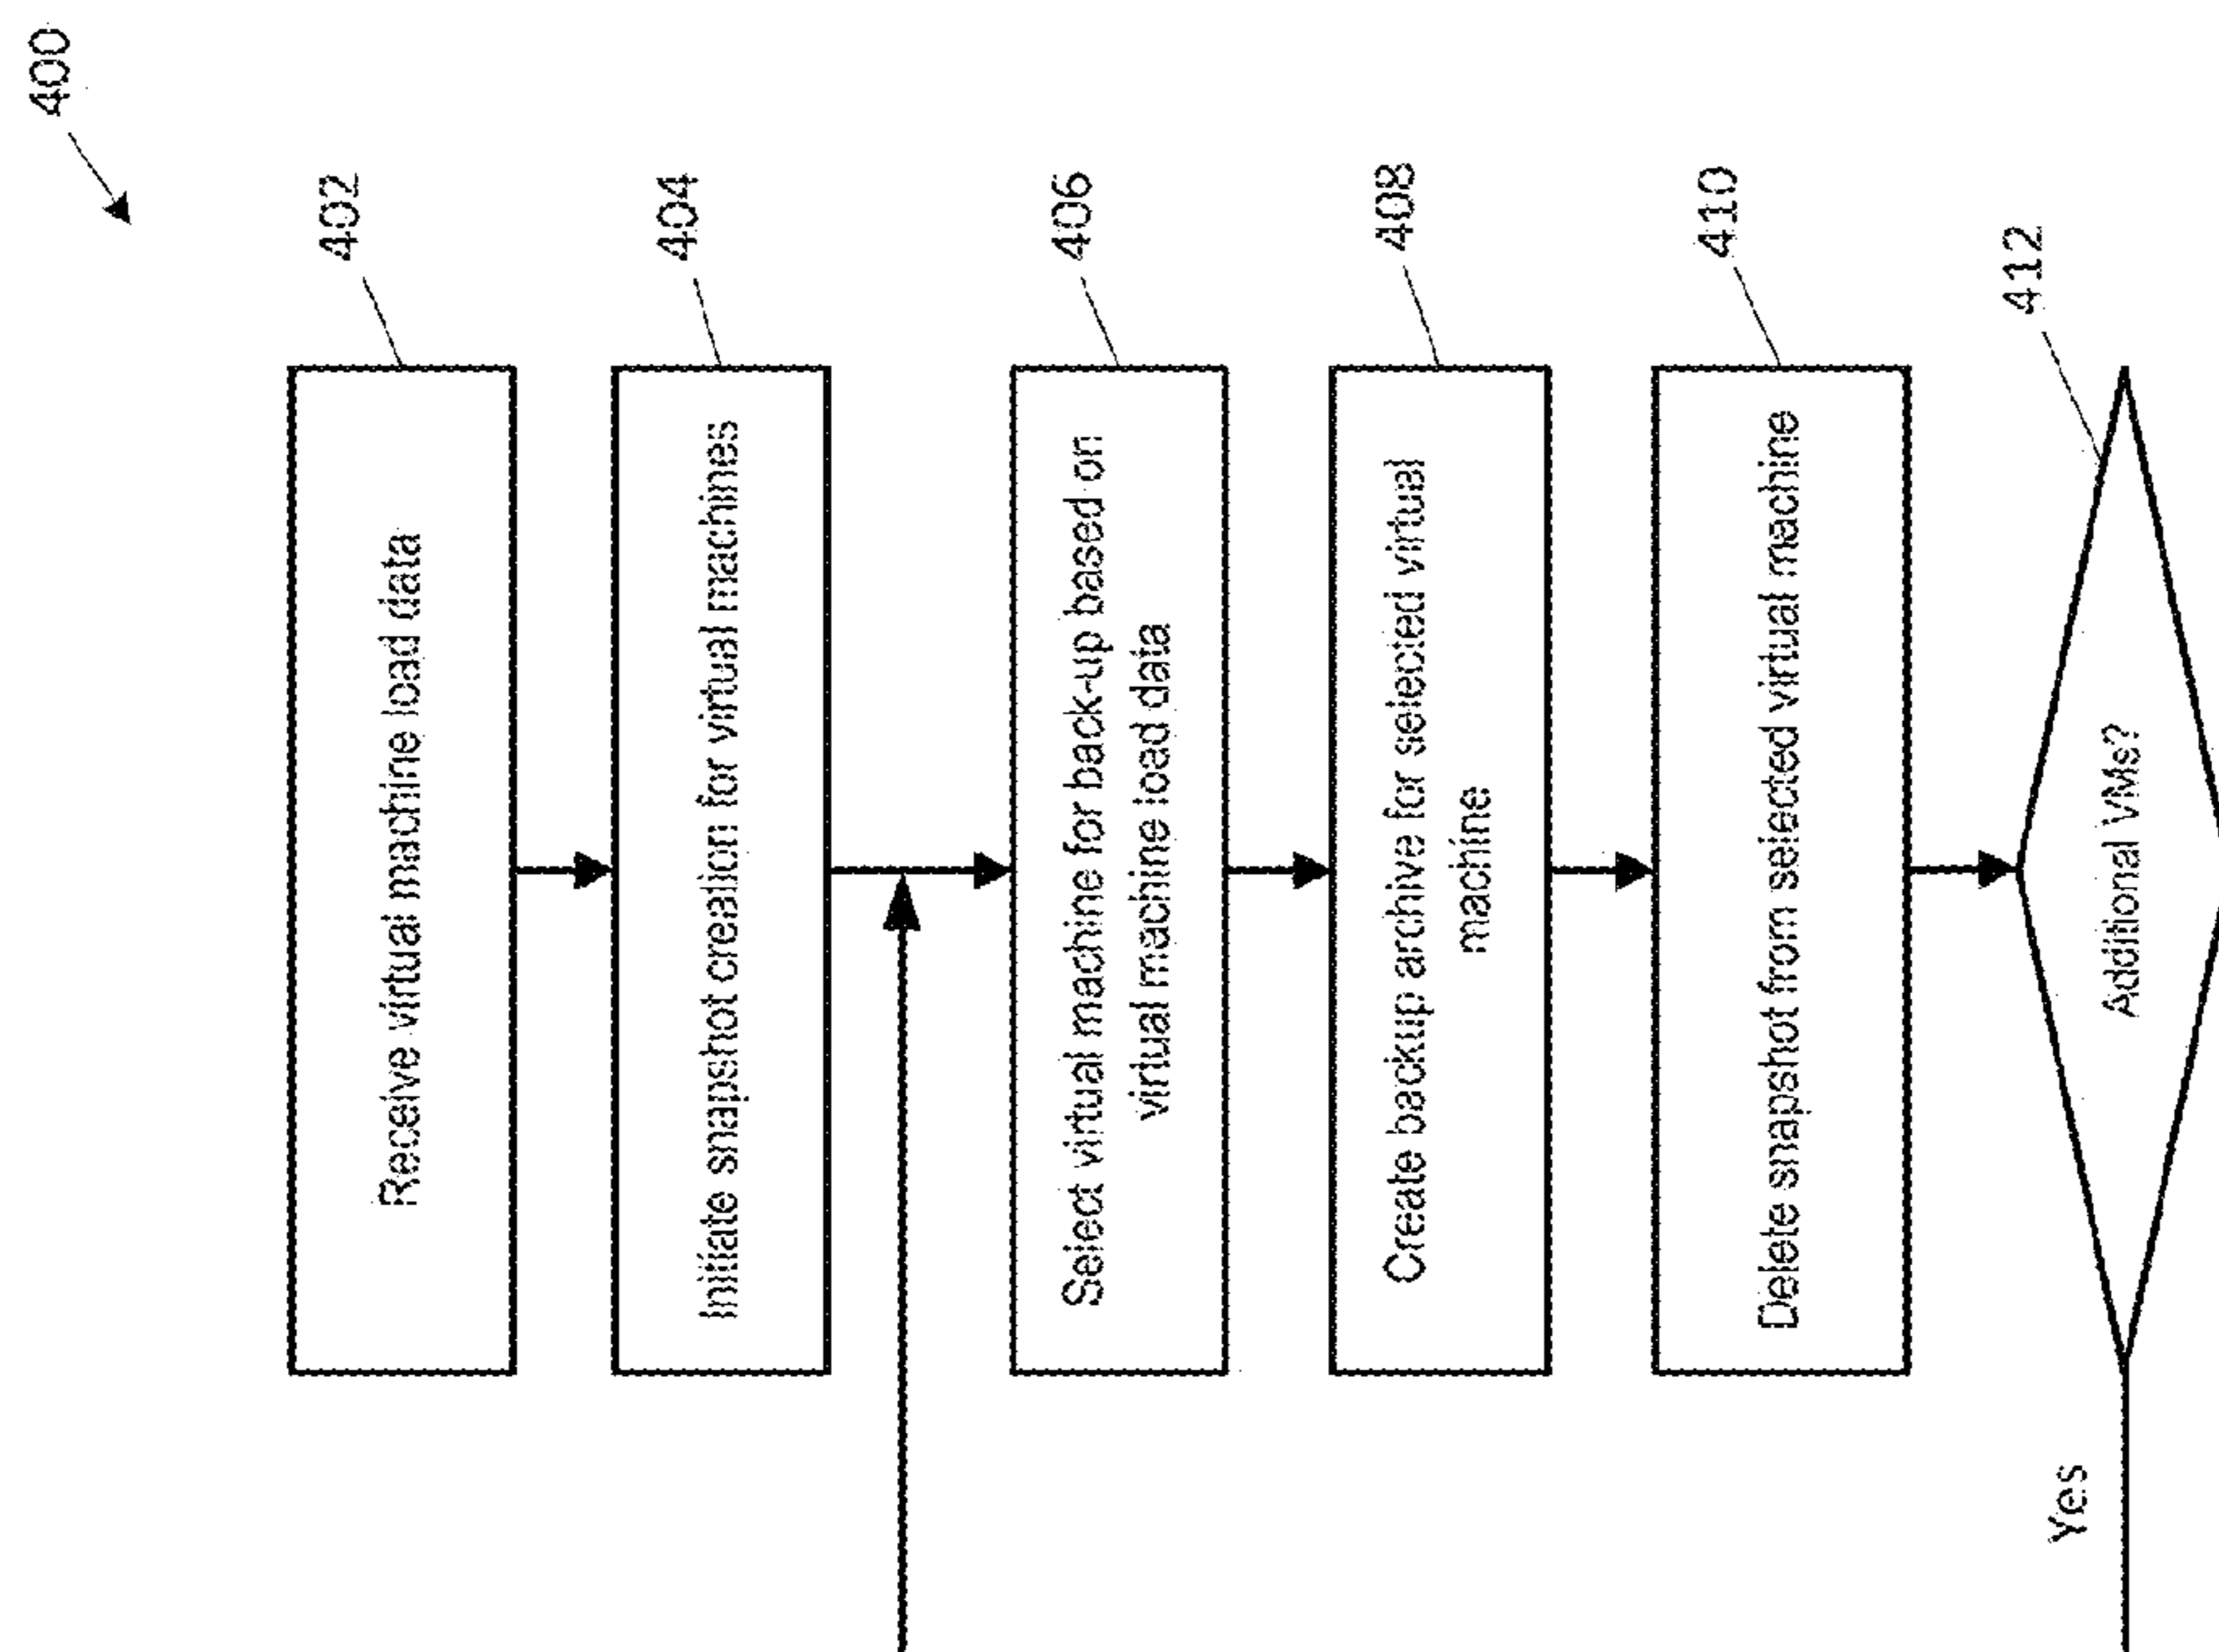 400
402
Receive virtual machine load data
404
Initiate snapshot creation for virtual machines
406
Select virtual machine for back-up based on
virtual machine load data
408
Create backup archive for selected virtual
machine
410
Delete snapshot from selected virtual machine
412
Additional VMs?
Yes